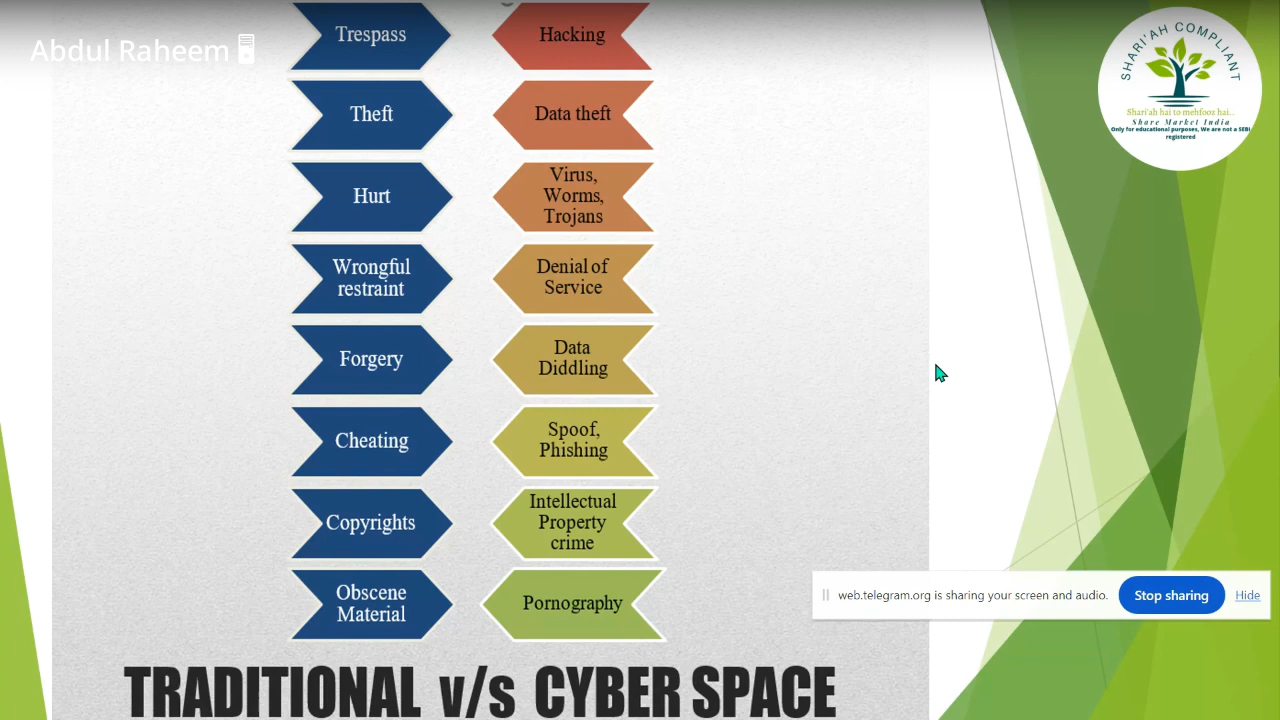 Abdul Raheem
Trespass
Hacking
Theft
Data theft
Hurt
Virus,
Worms,
Trojans
Wrongful
restraint
Denial of
Service
Forgery
Data
Diddling
Cheating
Spoof,
Phishing
Copyrights
Intellectual
Property
crime
Obscene
Material
Pornography
TRADITIONAL v/s CYBER SPACE
SHARI'AH COMPLIANT
Shari'ah hai to mehfooz hai..
Share Market India
Only for educational purposes, We are not a SEBI
registered
web.telegram.org is sharing your screen and audio.
Stop sharing
Hide